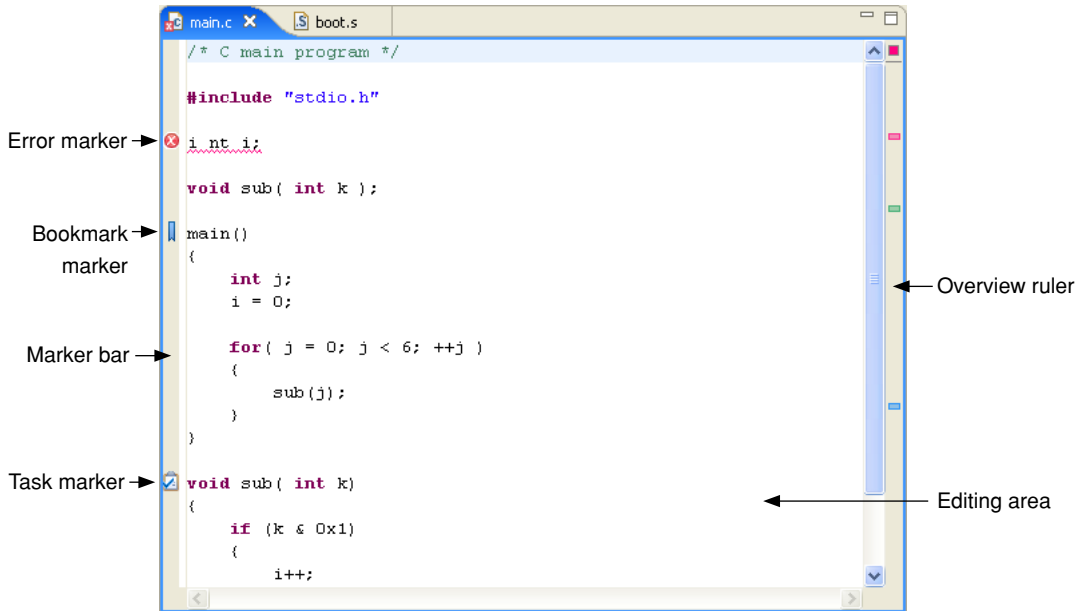 main.c boot.s
/* C main program */
#include "stdio.h"
Error marker
i nt i;
void sub( int k );
Bookmark
marker
main()
{
int j;
i = 0;
Overview ruler
for( j = 0; j < 6; ++j )
Marker bar
{
sub(j);
}
}
Task marker
void sub( int k)
{
Editing area
if (k & 0x1)
{
i++;